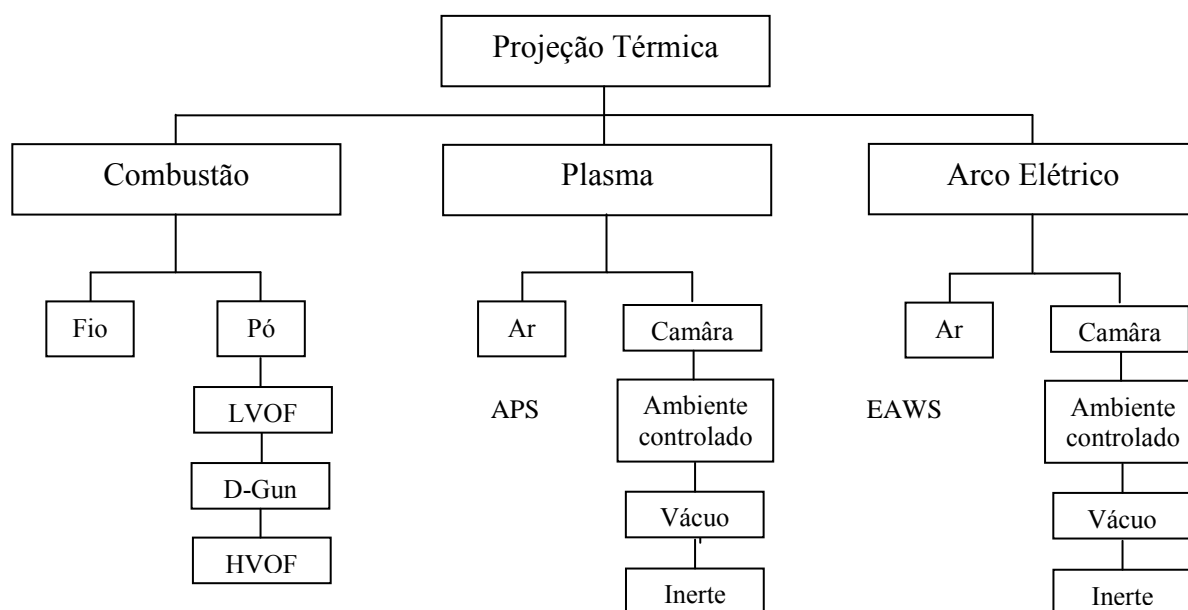 Projeção Térmica
Combustão
Plasma
Arco Elétrico
Fio
Pó
Ar
Camâra
Ar
Camâra
LVOF
APS
Ambiente
controlado
EAWS
Ambiente
controlado
D-Gun
Vácuo
Vácuo
HVOF
Inerte
Inerte